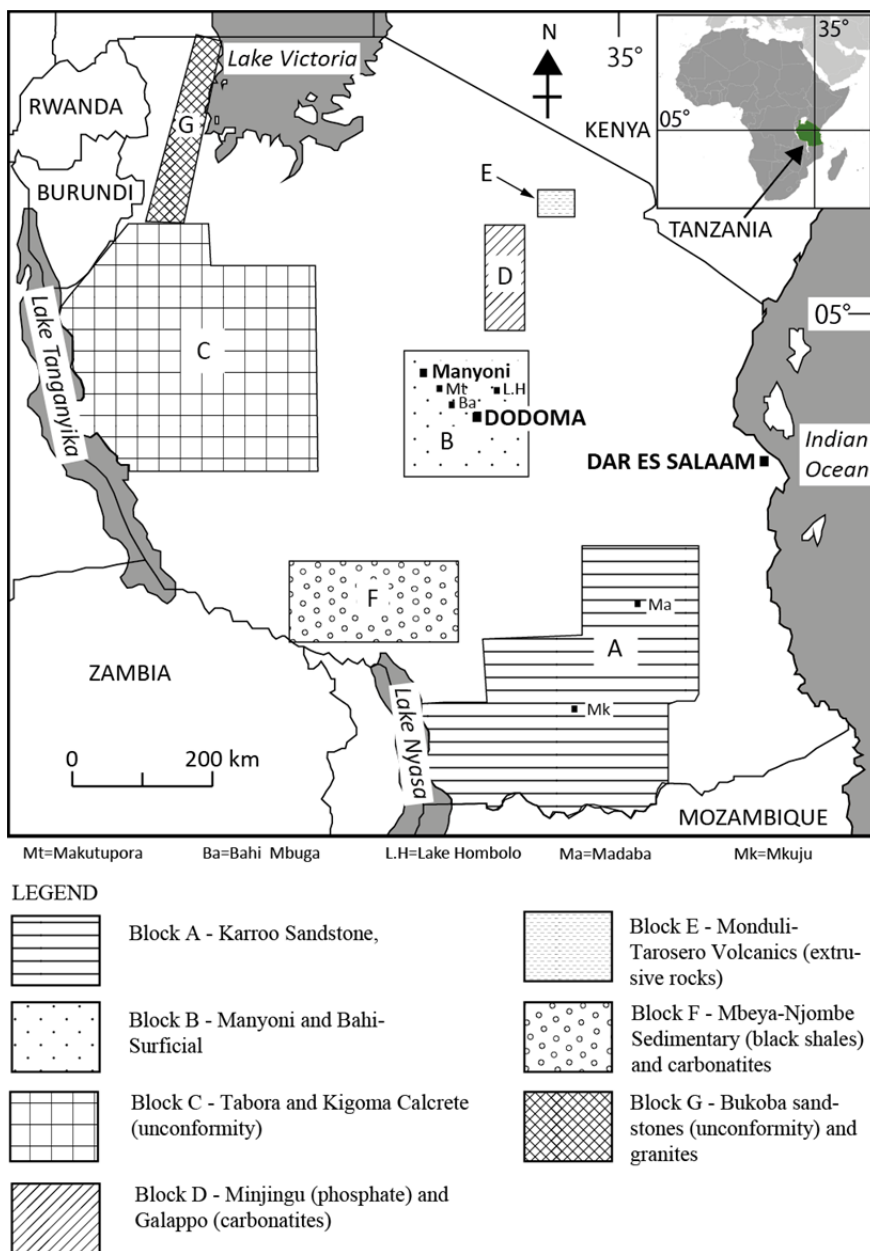 Lake Victoria
N
35°
35°
RWANDA
G
KENYA
05°
BURUNDI
E
TANZANIA
D
05°
Lake Tanganyika
C
Manyoni
Mt
L.H
Ba
DODOMA
B
DAR ES SALAAM
Indian
Ocean
F
Ma
A
ZAMBIA
Mk
0
200 km
Lake Nyasa
MOZAMBIQUE
Mt=Makutupora Ba=Bahi Mbuga L.H=Lake Hombolo Ma=Madaba Mk=Mkuju
LEGEND
Block A - Karroo Sandstone,
Block B - Manyoni and Bahi-
Surficial
Block C - Tabora and Kigoma Calcrete
(unconformity)
Block D - Minjingu (phosphate) and
Galappo (carbonatites)
Block E - Monduli-
Tarosero Volcanics (extru-
sive rocks)
Block F - Mbeya-Njombe
Sedimentary (black shales)
and carbonatites
Block G - Bukoba sand-
stones (unconformity) and
granites